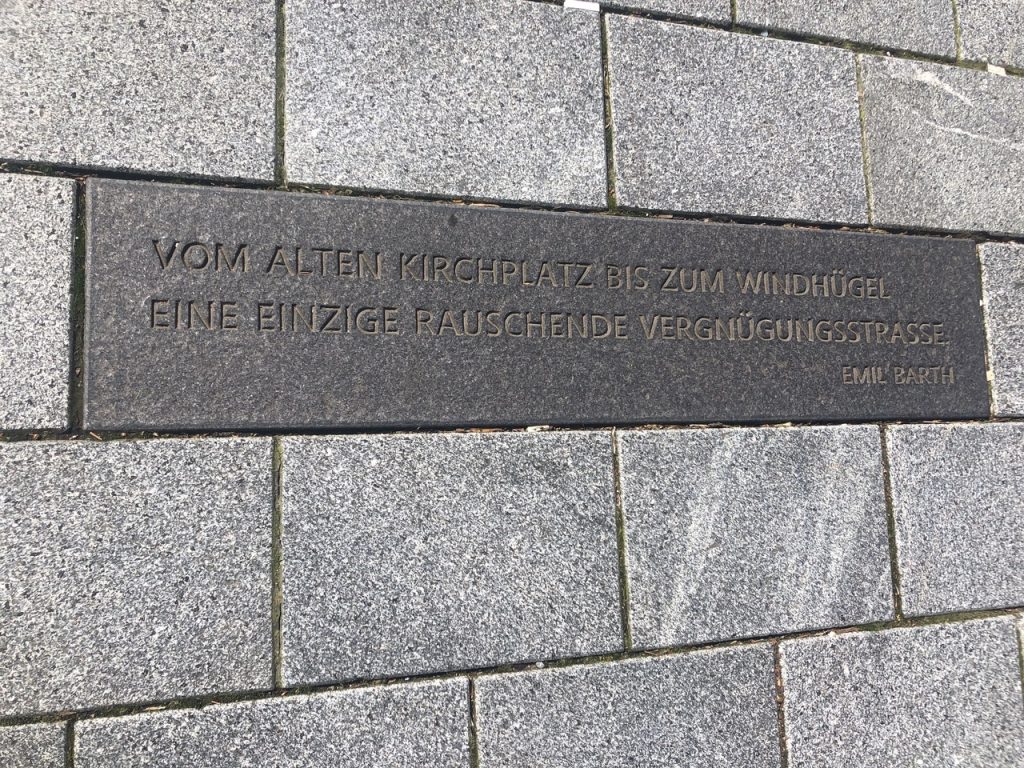 VOM ALTEN KIRCHPLATZ BIS ZUM WINDHÜGEL
EINE EINZIGE RAUSCHENDE VERGNÜGUNGSSTRASSE.
EMIL BARTH